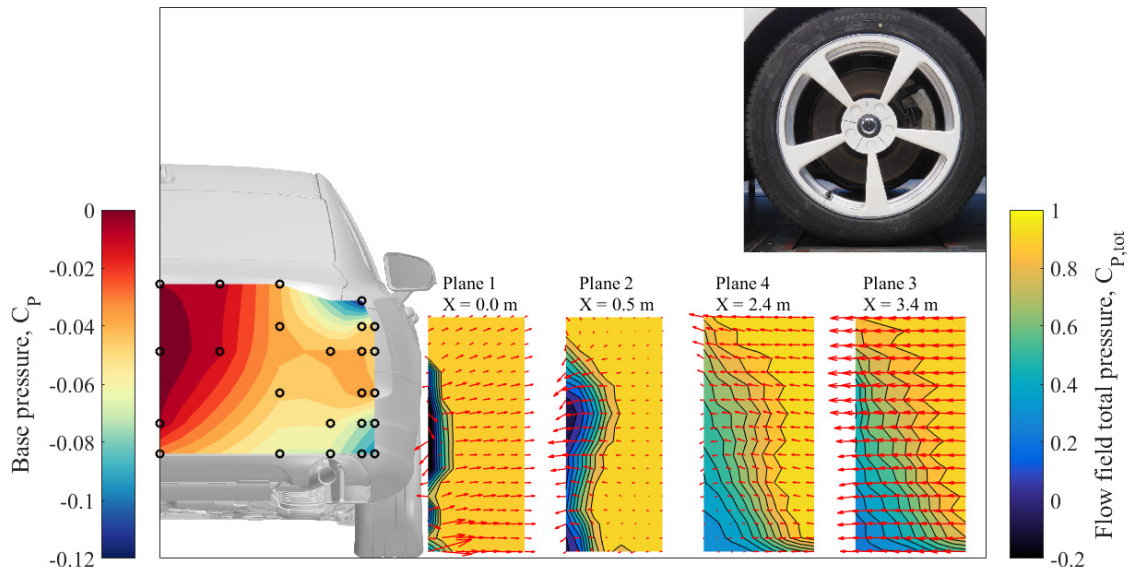 MICHELIN
Plane 1
X = 0.0 m
Plane 2
X = 0.5 m
Plane 4
X = 2.4 m
Plane 3
X = 3.4 m
Base pressure, C_P
0
-0.02
-0.04
-0.06
-0.08
-0.1
-0.12
Flow field total pressure, C_P,tot
1
0.8
0.6
0.4
0.2
0
-0.2